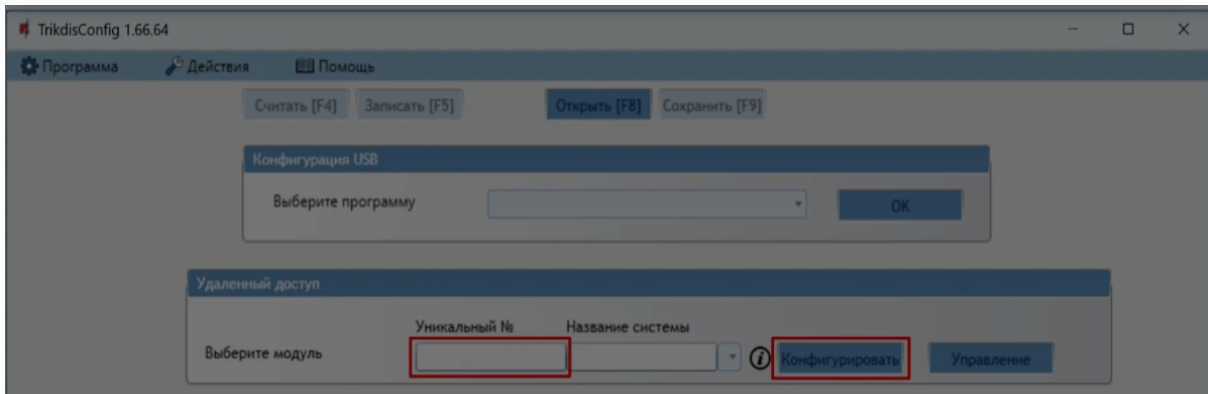 TrikdisConfig 1.66.64
Программа Действия Помощь
Считать [F4] Записать [F5] Открыть [F8] Сохранить [F9]
Конфигурация USB
Выберите программу OK
Удаленный доступ
Уникальный № Название системы
Выберите модуль i Конфигурировать Управление